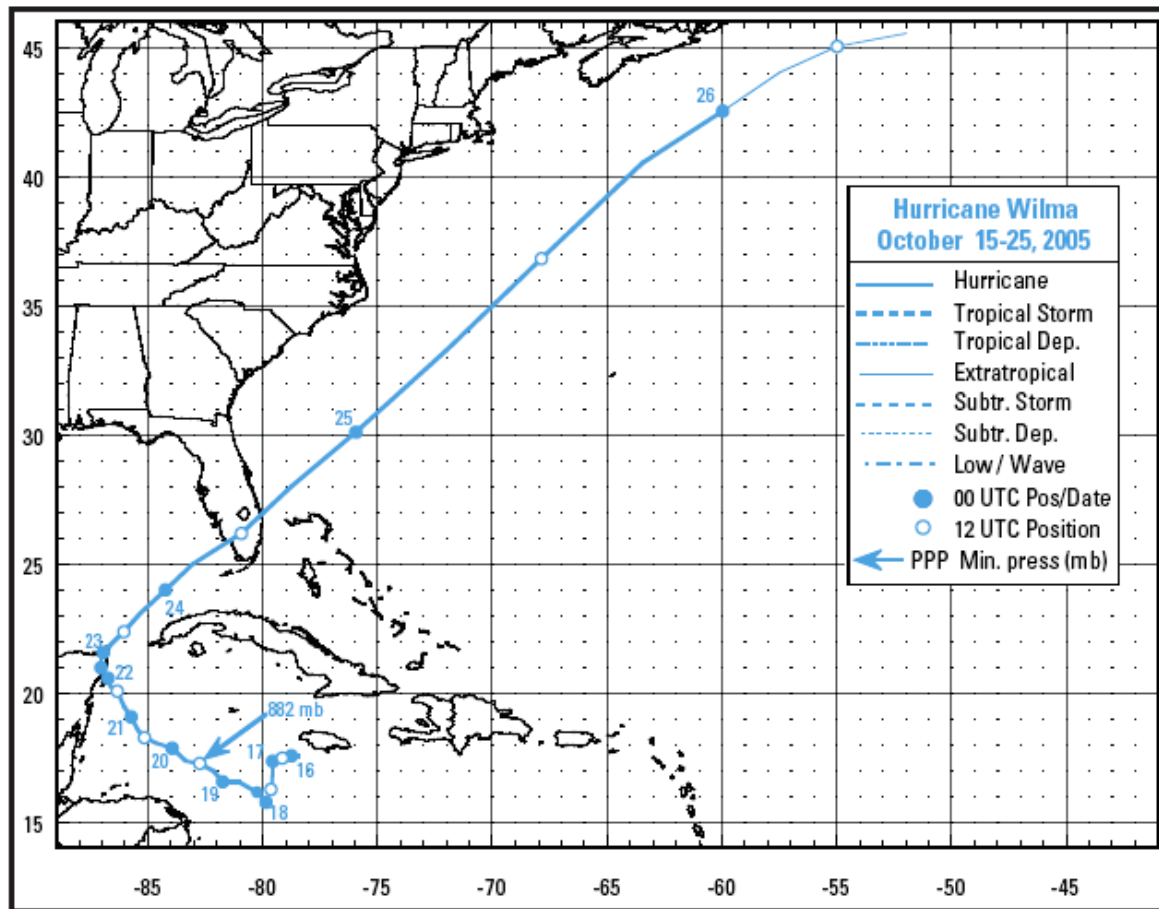 45
40
35
30
25
20
15
-85
-80
-75
-70
-65
-60
-55
-50
-45
26
25
24
23
22
21
20
19
18
17
16
882 mb
Hurricane Wilma
October 15-25, 2005
Hurricane
Tropical Storm
Tropical Dep.
Extratropical
Subtr. Storm
Subtr. Dep.
Low / Wave
00 UTC Pos/Date
12 UTC Position
PPP Min. press (mb)